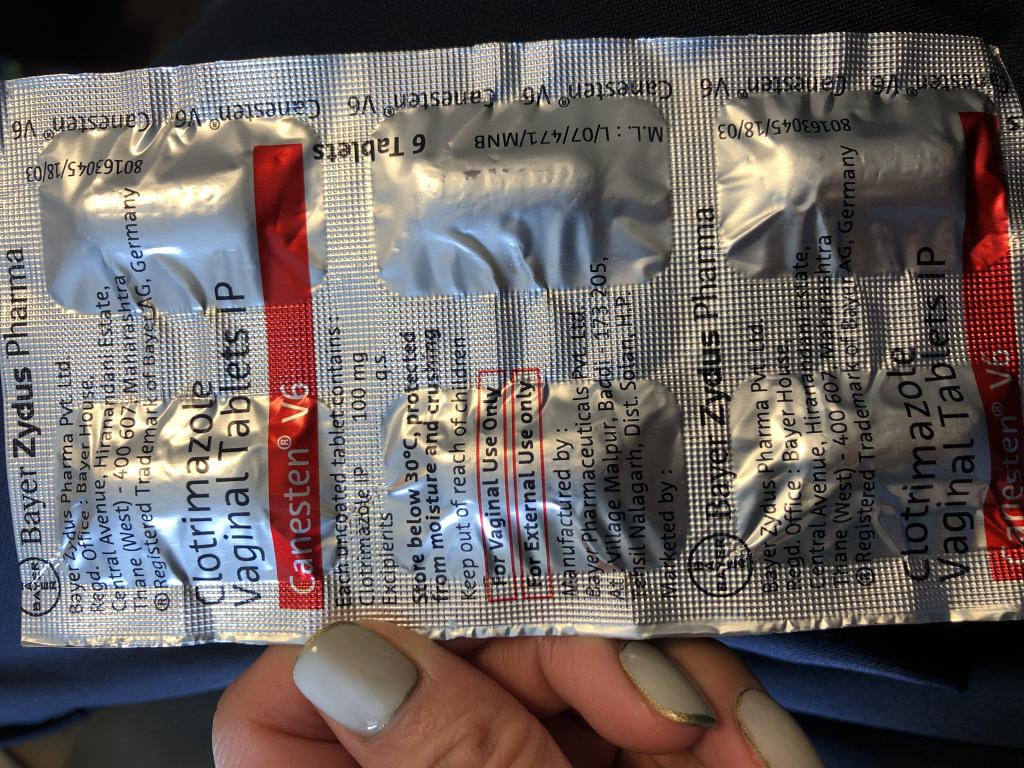 Canesten® V6 Canesten® V6 Canesten® V6 Canesten® V6 Canesten® V6
BAYER
Bayer Zydus Pharma
Bayer Zydus Pharma Pvt. Ltd.
Regd. Office : Bayer House,
Central Avenue, Hiranandani Estate,
Thane (West) - 400 607, Maharashtra
®Registered Trademark of Bayer AG, Germany
80163045/18/03
Clotrimazole
Vaginal Tablets IP
Canesten® V6
6 Tablets
Each uncoated tablet contains :
Clotrimazole IP 100 mg
Excipients q.s.
Store below 30°C, protected
from moisture and crushing
Keep out of reach of children
For Vaginal Use Only
For External Use only
M.L. : L/07/471/MNB
Manufactured by :
Bayer Pharmaceuticals Pvt. Ltd.
Village Malpur, Baddi - 173 205,
Tehsil Nalagarh, Dist. Solan, H.P.
Marketed by :
BAYER
Bayer Zydus Pharma
Bayer Zydus Pharma Pvt. Ltd.
Regd. Office : Bayer House,
Central Avenue, Hiranandani Estate,
Thane (West) - 400 607, Maharashtra
®Registered Trademark of Bayer AG, Germany
80163045/18/03
Clotrimazole
Vaginal Tablets IP
Canesten® V6